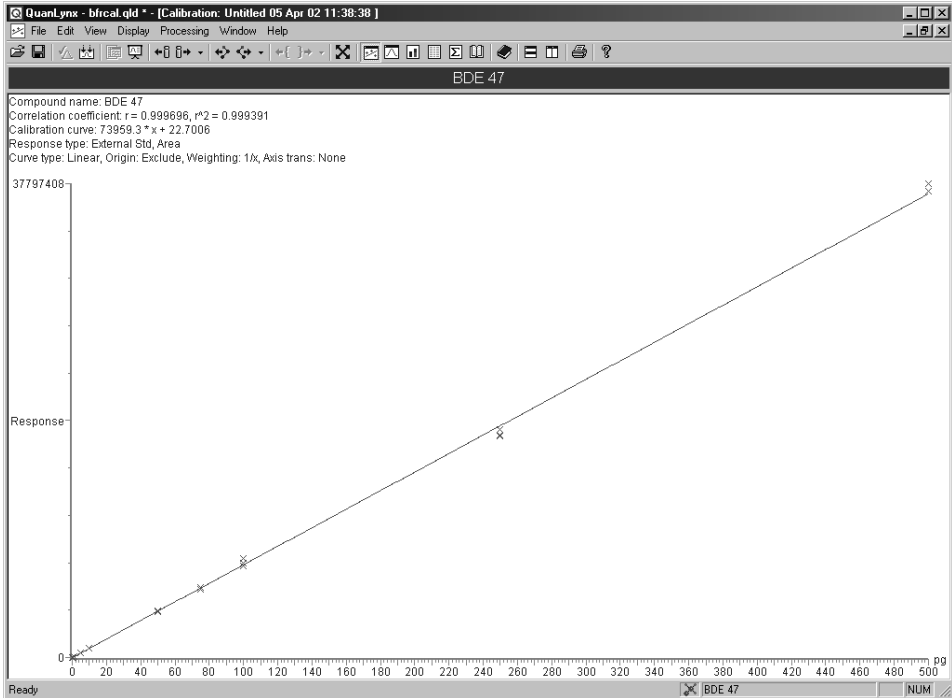 QuanLynx - bfrcal.qld * - [Calibration: Untitled 05 Apr 02 11:38:38 ]
File Edit View Display Processing Window Help
BDE 47
Compound name: BDE 47
Correlation coefficient: r = 0.999696, r^2 = 0.999391
Calibration curve: 73959.3 * x + 22.7006
Response type: External Std, Area
Curve type: Linear, Origin: Exclude, Weighting: 1/x, Axis trans: None
37797408
Response
0
0 20 40 60 80 100 120 140 160 180 200 220 240 260 280 300 320 340 360 380 400 420 440 460 480 500 pg
Ready BDE 47 NUM